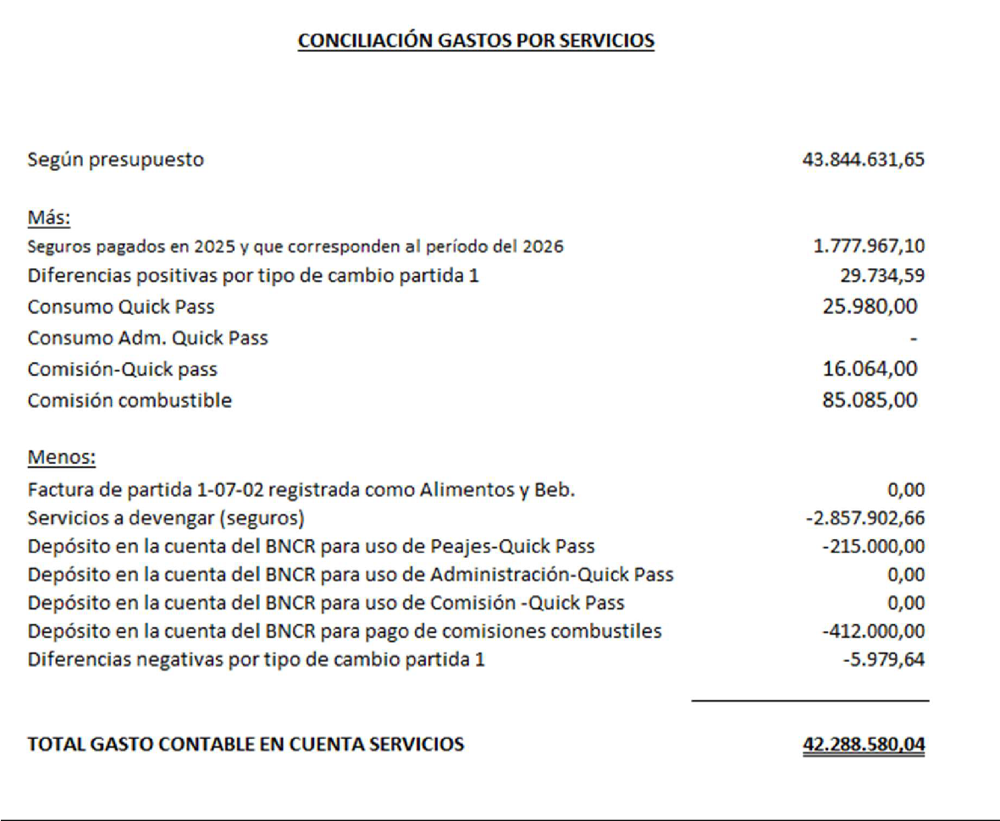 CONCILIACIÓN GASTOS POR SERVICIOS
Según presupuesto 43.844.631,65
Más:
Seguros pagados en 2025 y que corresponden al período del 2026 1.777.967,10
Diferencias positivas por tipo de cambio partida 1 29.734,59
Consumo Quick Pass 25.980,00
Consumo Adm. Quick Pass -
Comisión-Quick pass 16.064,00
Comisión combustible 85.085,00
Menos:
Factura de partida 1-07-02 registrada como Alimentos y Beb. 0,00
Servicios a devengar (seguros) -2.857.902,66
Depósito en la cuenta del BNCR para uso de Peajes-Quick Pass -215.000,00
Depósito en la cuenta del BNCR para uso de Administración-Quick Pass 0,00
Depósito en la cuenta del BNCR para uso de Comisión -Quick Pass 0,00
Depósito en la cuenta del BNCR para pago de comisiones combustiles -412.000,00
Diferencias negativas por tipo de cambio partida 1 -5.979,64
TOTAL GASTO CONTABLE EN CUENTA SERVICIOS 42.288.580,04